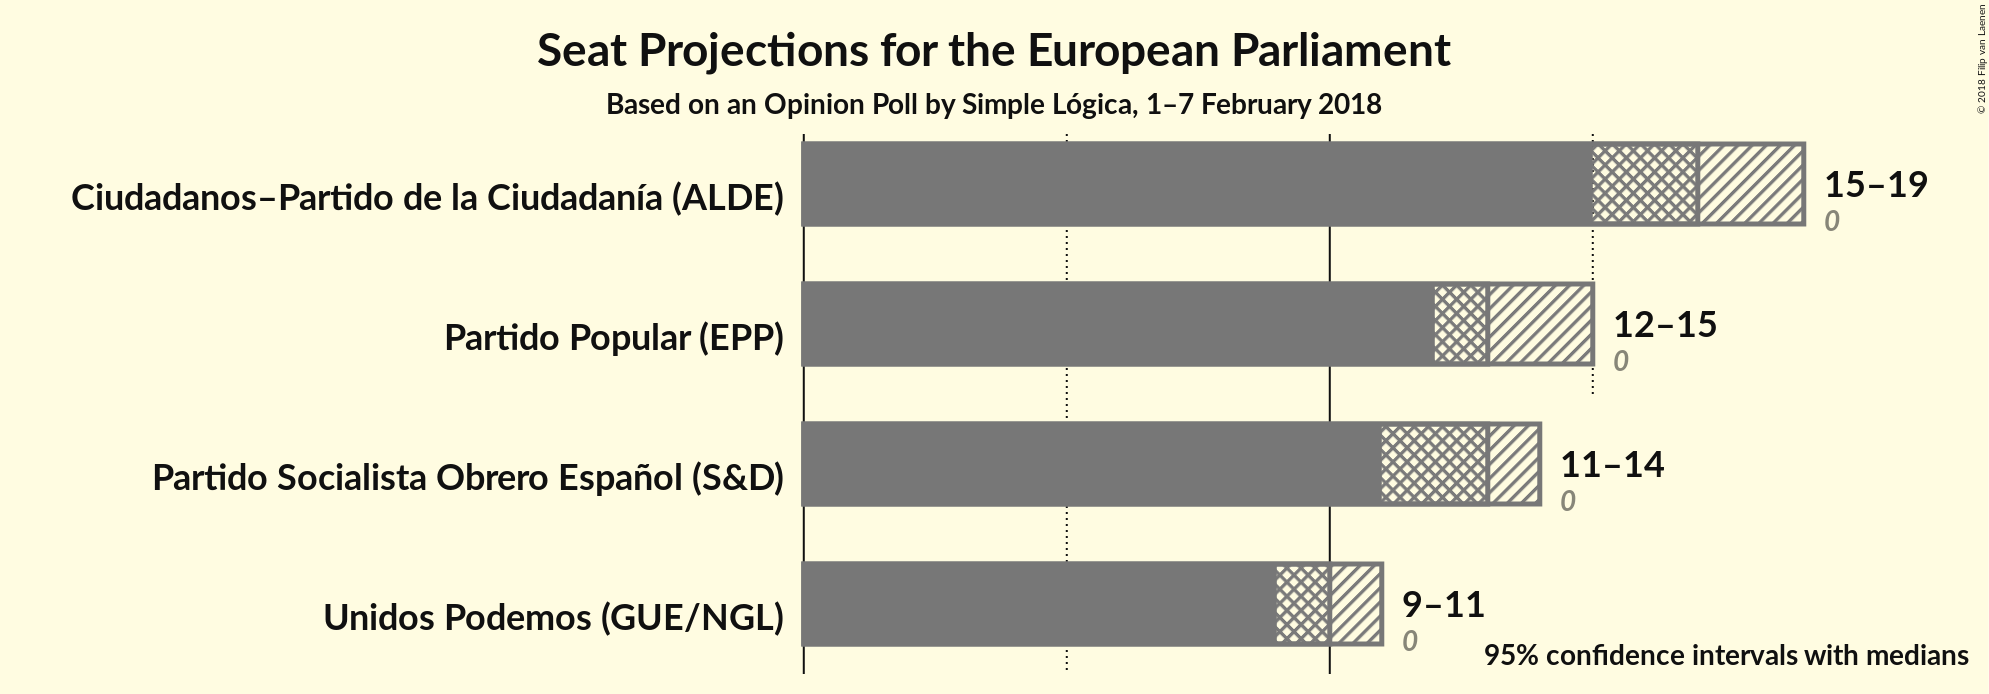 Seat Projections for the European Parliament
Based on an Opinion Poll by Simple Lógica, 1–7 February 2018
Ciudadanos–Partido de la Ciudadanía (ALDE)
15–19
0
Partido Popular (EPP)
12–15
0
Partido Socialista Obrero Español (S&D)
11–14
0
Unidos Podemos (GUE/NGL)
9–11
0
95% confidence intervals with medians
© 2018 Filip van Laenen